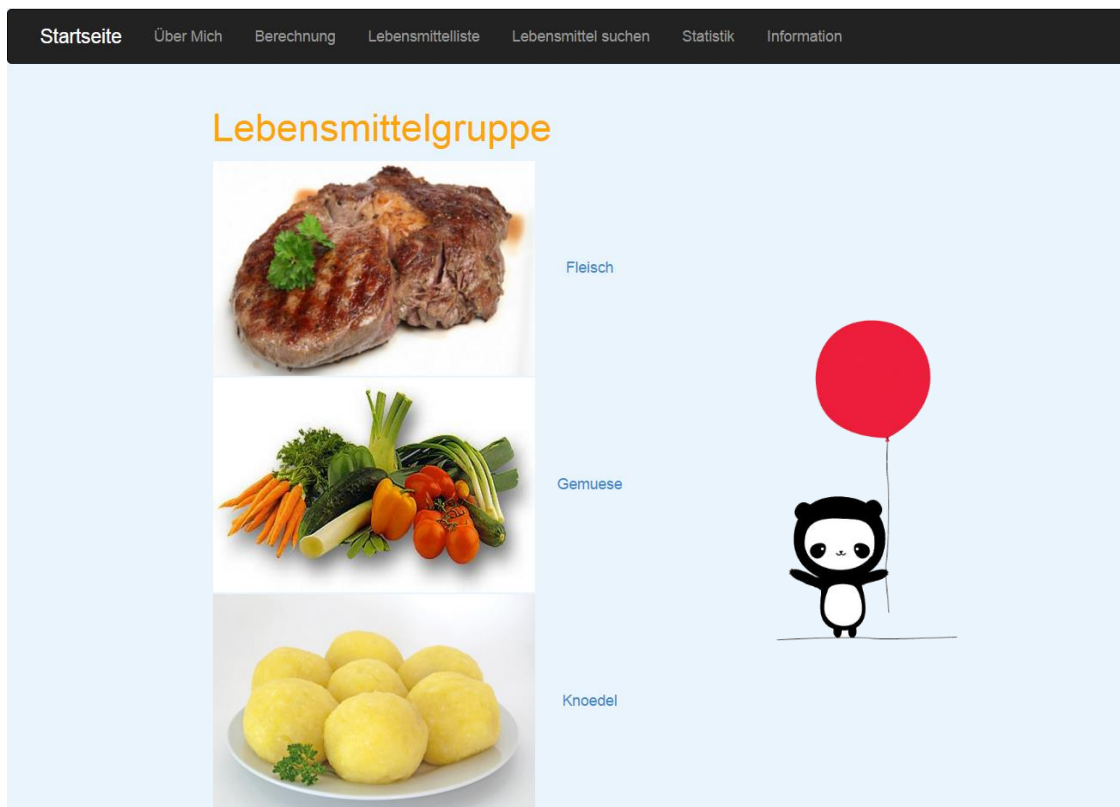 Startseite Über Mich Berechnung Lebensmittelliste Lebensmittel suchen Statistik Information
Lebensmittelgruppe
Fleisch
Gemuese
Knoedel